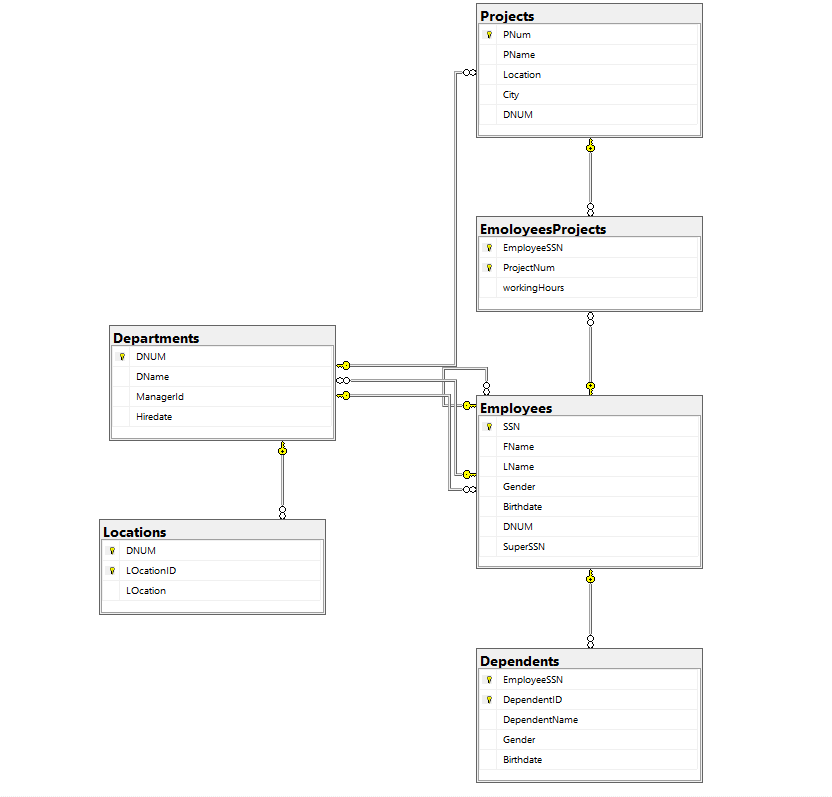 Projects
PNum
PName
Location
City
DNUM
EmoloyeesProjects
EmployeeSSN
ProjectNum
workingHours
Departments
DNUM
DName
ManagerId
Hiredate
Employees
SSN
FName
LName
Gender
Birthdate
DNUM
SuperSSN
Locations
DNUM
LOcationID
LOcation
Dependents
EmployeeSSN
DependentID
DependentName
Gender
Birthdate